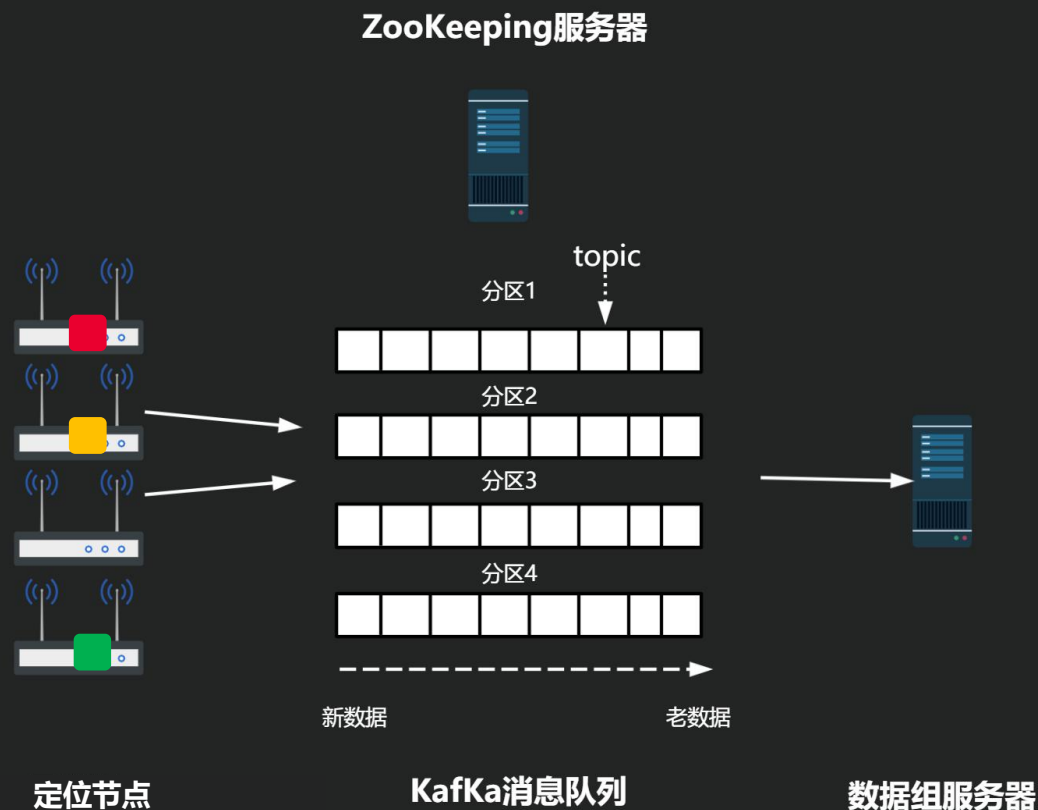 ZooKeeping服务器
topic
分区1
分区2
分区3
分区4
新数据
老数据
定位节点
KafKa消息队列
数据组服务器